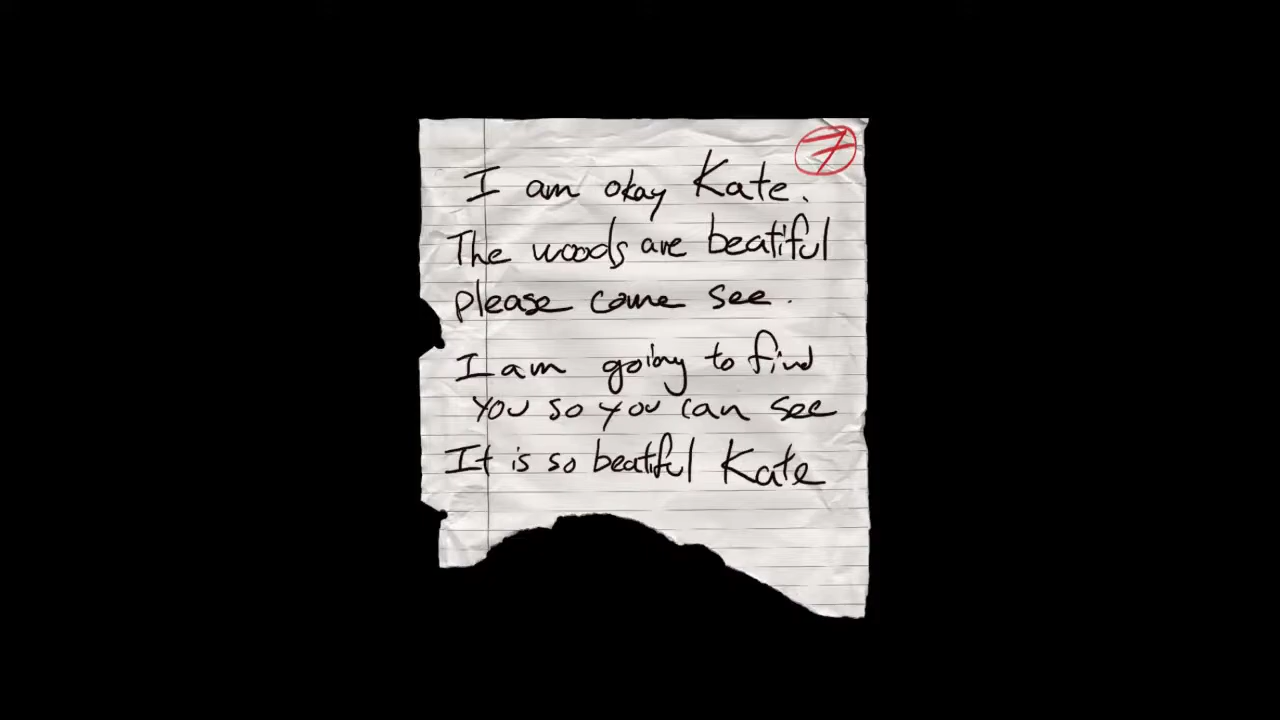 7
I am okay Kate.
The woods are beatiful
please come see.
I am going to find
you so you can see
It is so beatiful Kate